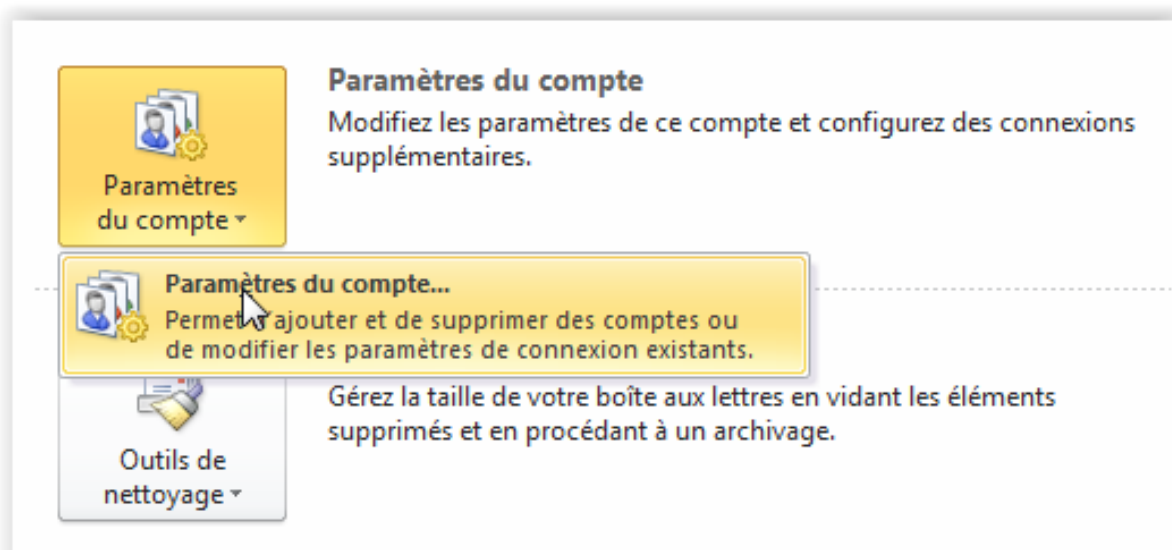 Paramètres du compte
Modifiez les paramètres de ce compte et configurez des connexions
supplémentaires.
Paramètres
du compte
Paramètres du compte...
Permet d'ajouter et de supprimer des comptes ou
de modifier les paramètres de connexion existants.
Gérez la taille de votre boîte aux lettres en vidant les éléments
supprimés et en procédant à un archivage.
Outils de
nettoyage